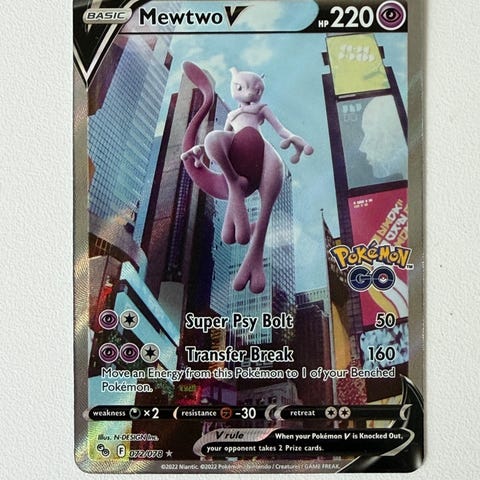 BASIC Mewtwo V HP 220
Pokémon
GO
Super Psy Bolt 50
Transfer Break 160
Move an Energy from this Pokémon to 1 of your Benched
Pokémon.
weakness ×2 resistance -30 retreat
Illus. N-DESIGN Inc.
V rule When your Pokémon V is Knocked Out,
your opponent takes 2 Prize cards.
F 072/078
©2022 Niantic. ©2022 Pokémon / Nintendo / Creatures / GAME FREAK.